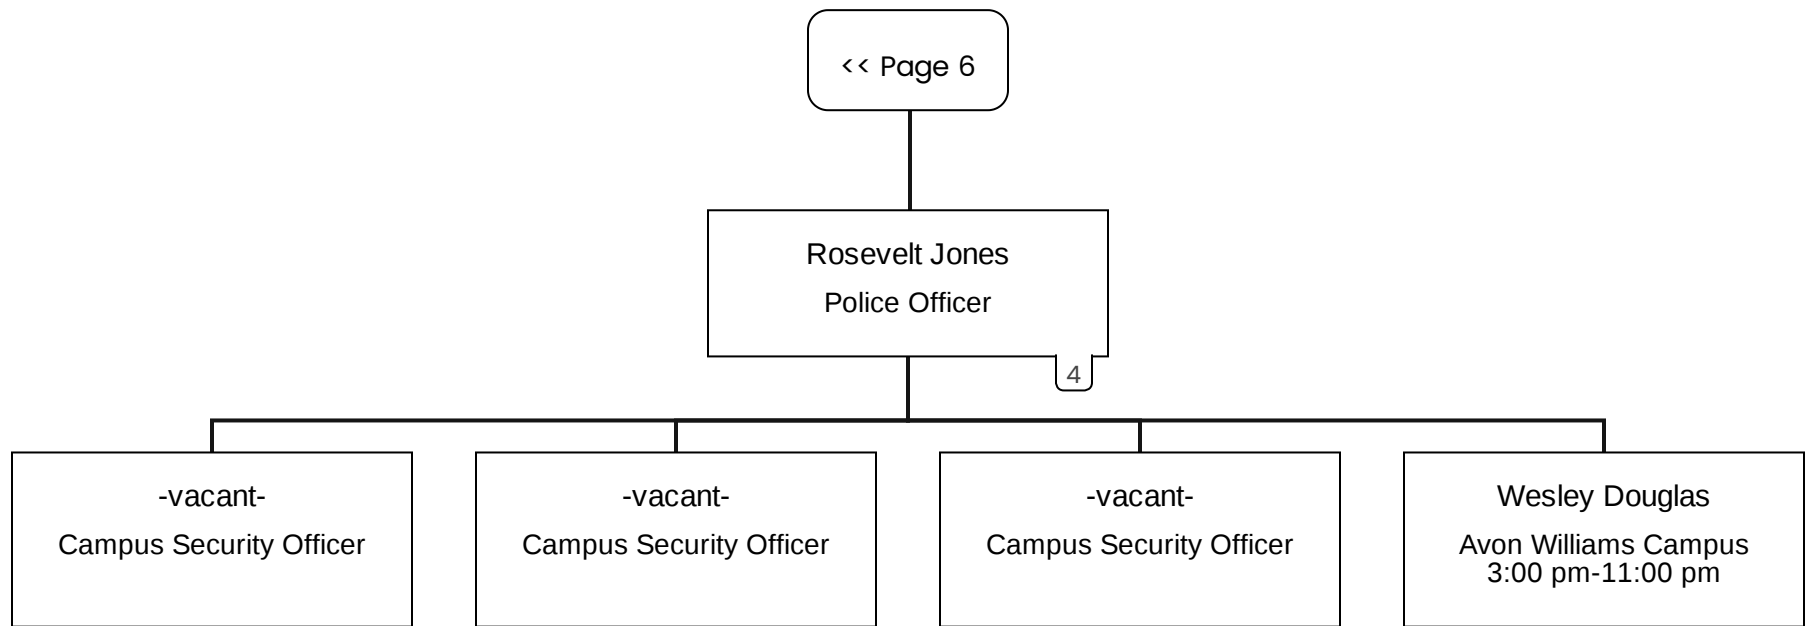 << Page 6
Rosevelt Jones
Police Officer
4
-vacant-
Campus Security Officer
-vacant-
Campus Security Officer
-vacant-
Campus Security Officer
Wesley Douglas
Avon Williams Campus
3:00 pm-11:00 pm